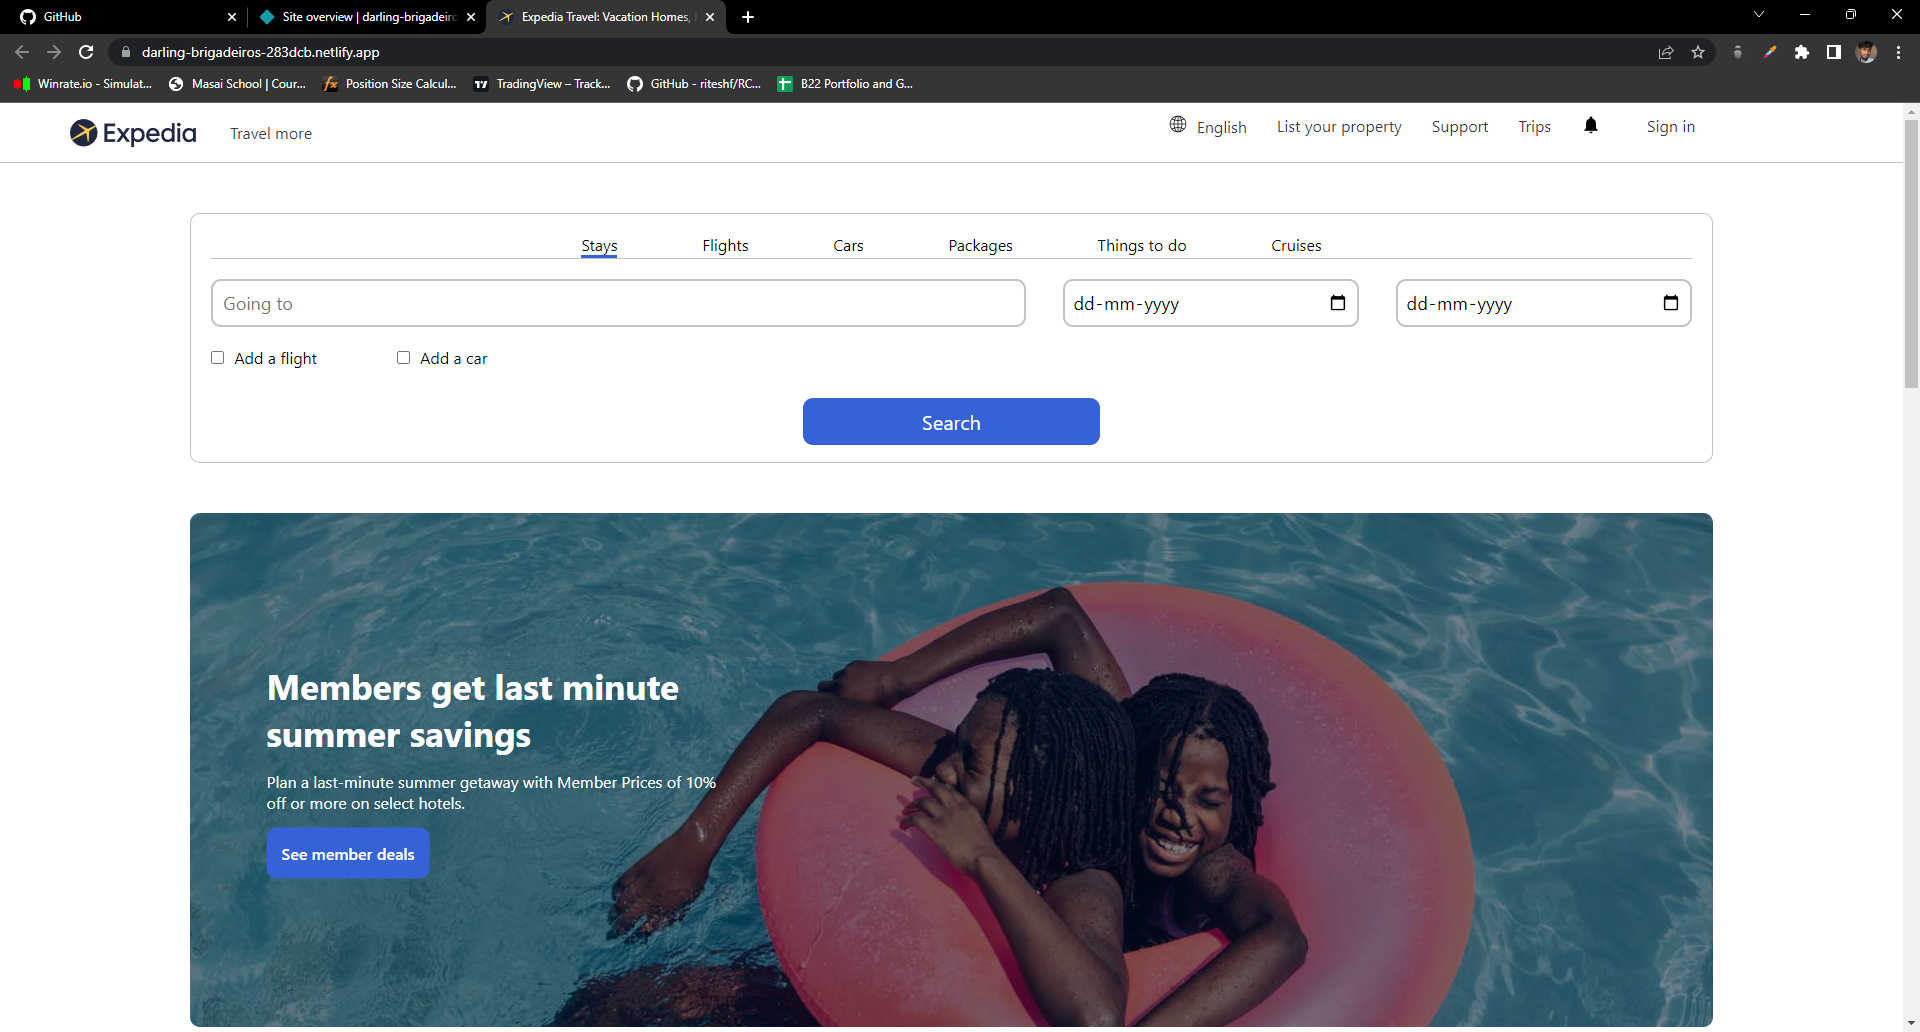 GitHub
Site overview | darling-brigadeiro
Expedia Travel: Vacation Homes,
darling-brigadeiros-283dcb.netlify.app
Winrate.io - Simulat...
Masai School | Cour...
fx Position Size Calcul...
TradingView – Track...
GitHub - riteshf/RC...
B22 Portfolio and G...
Expedia
Travel more
English
List your property
Support
Trips
Sign in
Stays
Flights
Cars
Packages
Things to do
Cruises
Going to
dd-mm-yyyy
dd-mm-yyyy
Add a flight
Add a car
Search
Members get last minute
summer savings
Plan a last-minute summer getaway with Member Prices of 10%
off or more on select hotels.
See member deals